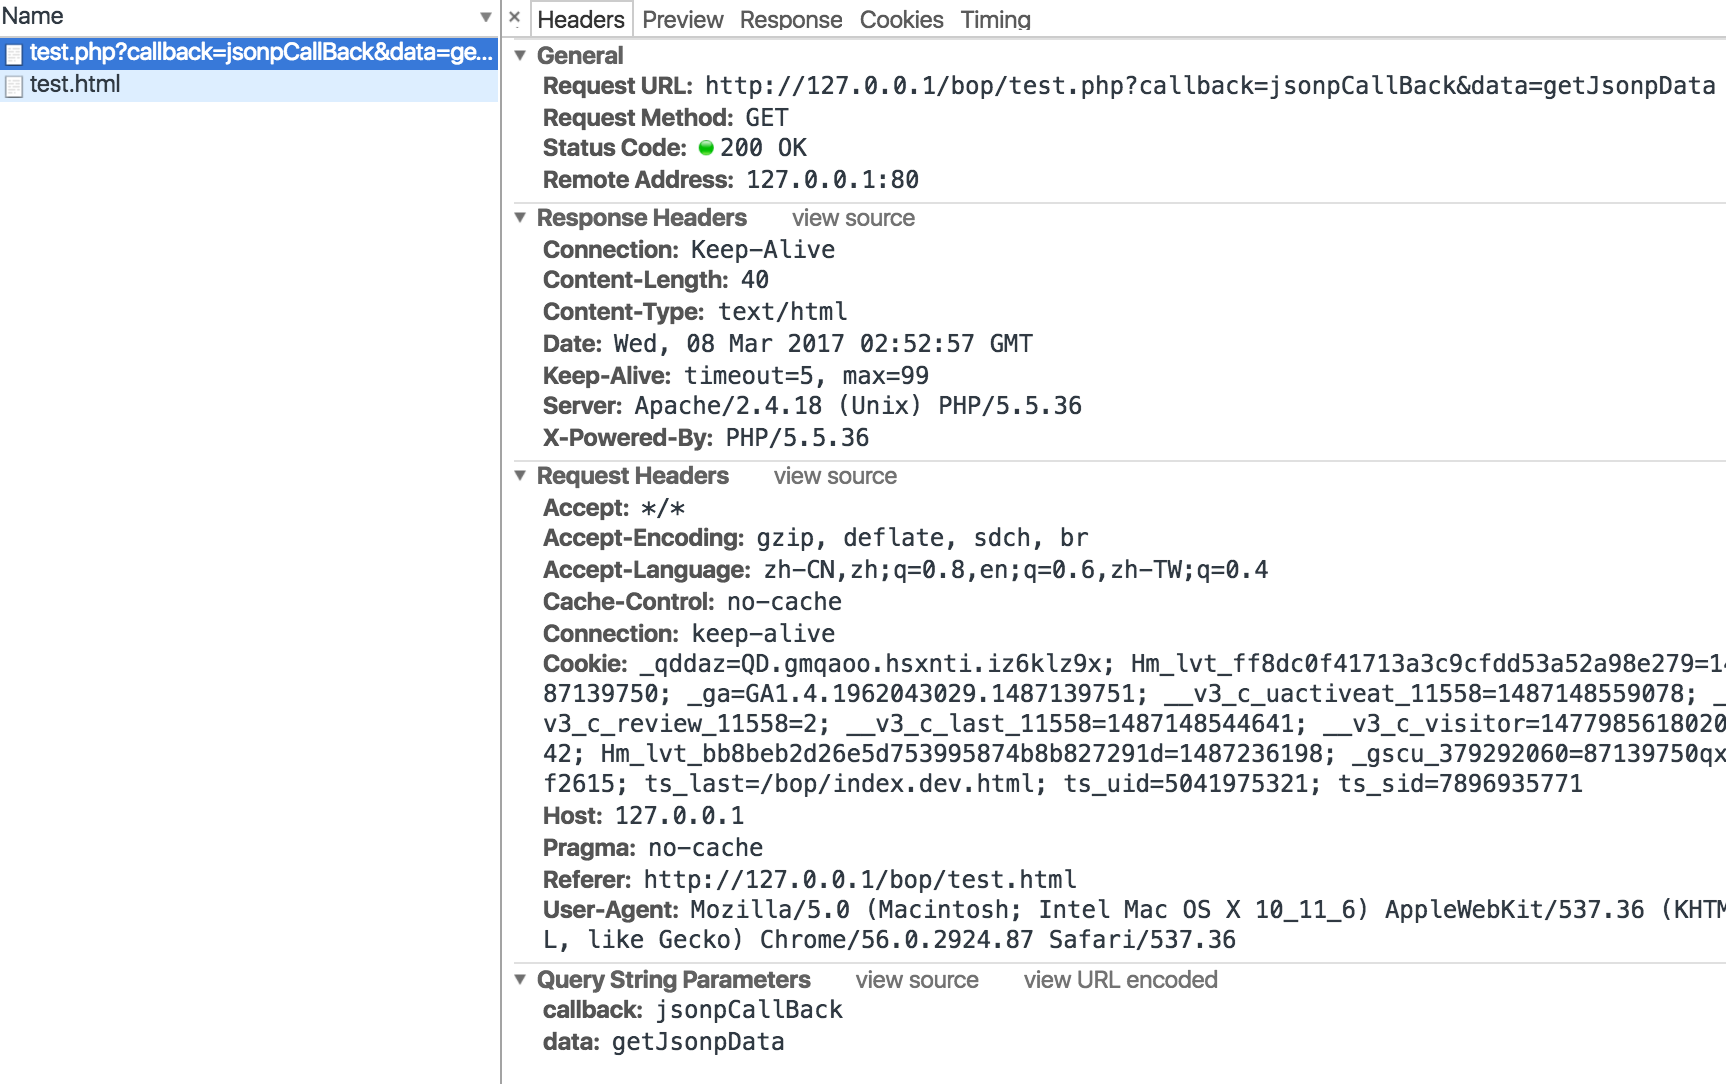 Name
test.php?callback=jsonpCallBack&data=ge...
test.html
× Headers Preview Response Cookies Timing
General
Request URL: http://127.0.0.1/bop/test.php?callback=jsonpCallBack&data=getJsonpData
Request Method: GET
Status Code: 200 OK
Remote Address: 127.0.0.1:80
Response Headers view source
Connection: Keep-Alive
Content-Length: 40
Content-Type: text/html
Date: Wed, 08 Mar 2017 02:52:57 GMT
Keep-Alive: timeout=5, max=99
Server: Apache/2.4.18 (Unix) PHP/5.5.36
X-Powered-By: PHP/5.5.36
Request Headers view source
Accept: */*
Accept-Encoding: gzip, deflate, sdch, br
Accept-Language: zh-CN,zh;q=0.8,en;q=0.6,zh-TW;q=0.4
Cache-Control: no-cache
Connection: keep-alive
Cookie: _qddaz=QD.gmqaoo.hsxnti.iz6klz9x; Hm_lvt_ff8dc0f41713a3c9cfdd53a52a98e279=14
87139750; _ga=GA1.4.1962043029.1487139751; __v3_c_uactiveat_11558=1487148559078; _
v3_c_review_11558=2; __v3_c_last_11558=1487148544641; __v3_c_visitor=1477985618020
42; Hm_lvt_bb8beb2d26e5d753995874b8b827291d=1487236198; _gscu_379292060=87139750qx
f2615; ts_last=/bop/index.dev.html; ts_uid=5041975321; ts_sid=7896935771
Host: 127.0.0.1
Pragma: no-cache
Referer: http://127.0.0.1/bop/test.html
User-Agent: Mozilla/5.0 (Macintosh; Intel Mac OS X 10_11_6) AppleWebKit/537.36 (KHTM
L, like Gecko) Chrome/56.0.2924.87 Safari/537.36
Query String Parameters view source view URL encoded
callback: jsonpCallBack
data: getJsonpData